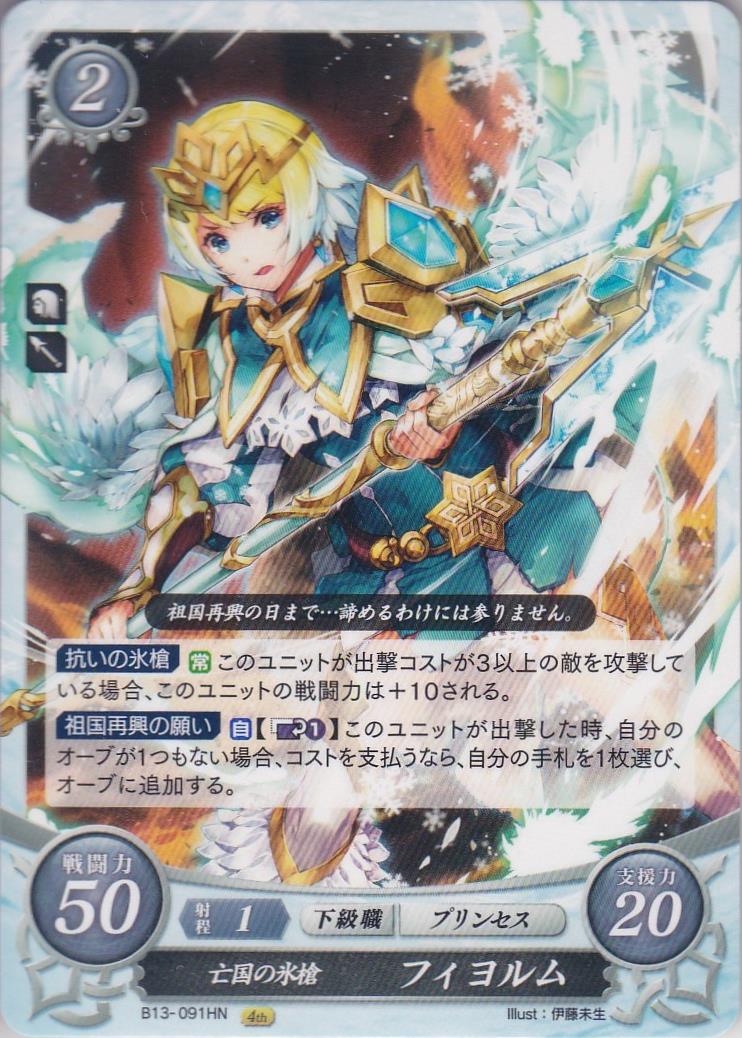 2
祖国再興の日まで…諦めるわけには参りません。
抗いの氷槍 常 このユニットが出撃コストが3以上の敵を攻撃して
いる場合、このユニットの戦闘力は+10される。
祖国再興の願い 自【1】このユニットが出撃した時、自分の
オーブが1つもない場合、コストを支払うなら、自分の手札を1枚選び、
オーブに追加する。
戦闘力
50
射程 1
下級職 プリンセス
支援力
20
亡国の氷槍 フィヨルム
B13-091HN 4th Illust:伊藤未生